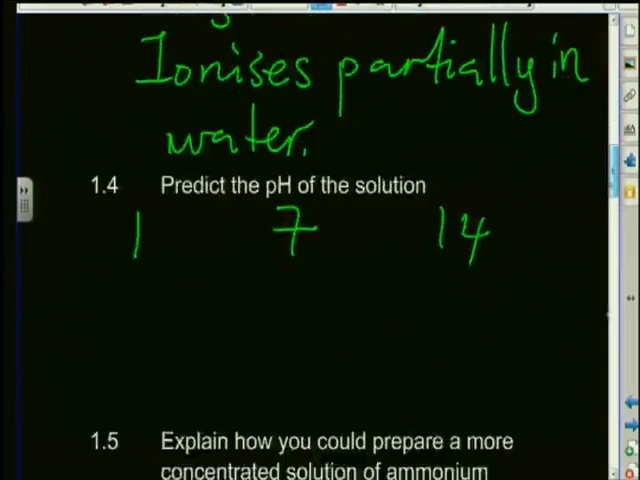 Ionises partially in
water.
1.4 Predict the pH of the solution
1 7 14
1.5 Explain how you could prepare a more
concentrated solution of ammonium